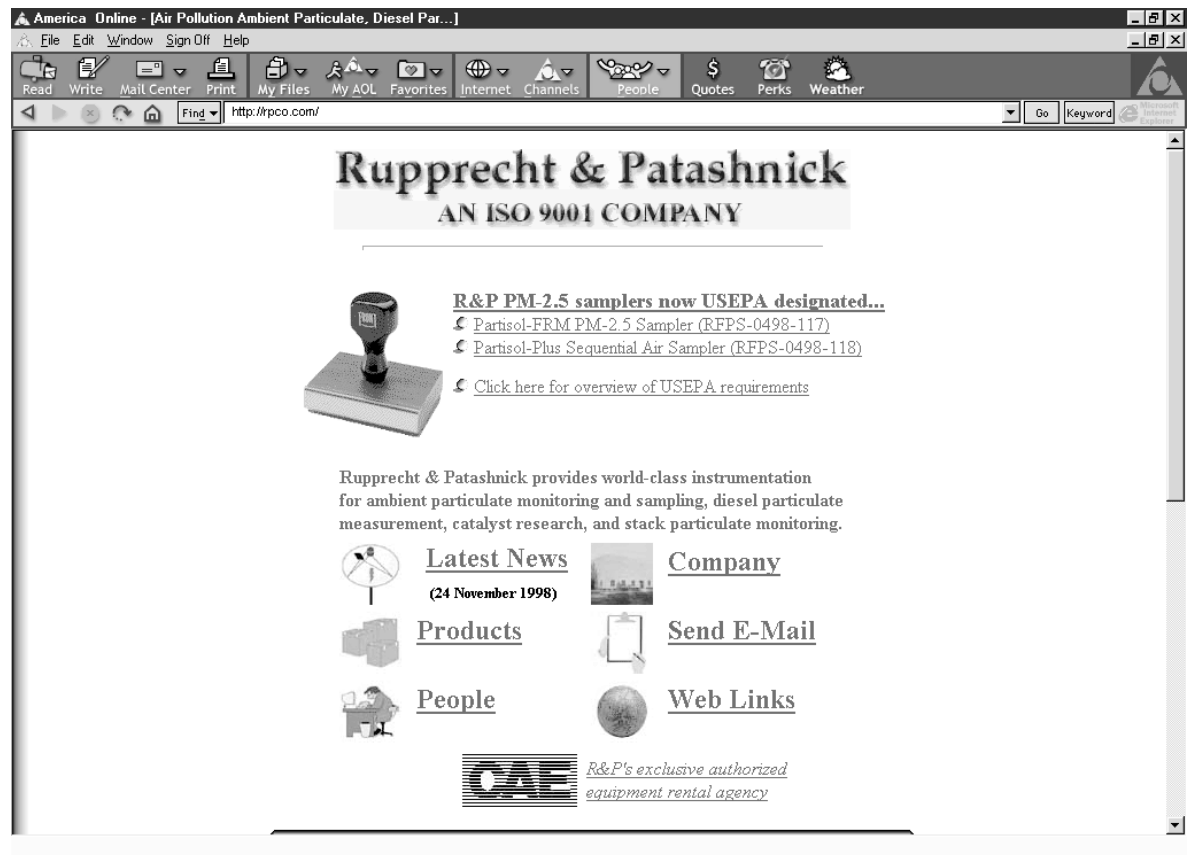 America Online - [Air Pollution Ambient Particulate, Diesel Par...]
File Edit Window Sign Off Help
Read Write Mail Center Print My Files My AOL Favorites Internet Channels People Quotes Perks Weather
Find http://rpco.com/ Go Keyword Microsoft Internet Explorer
Rupprecht & Patashnick
AN ISO 9001 COMPANY
R&P PM-2.5 samplers now USEPA designated...
Partisol-FRM PM-2.5 Sampler (RFPS-0498-117)
Partisol-Plus Sequential Air Sampler (RFPS-0498-118)
Click here for overview of USEPA requirements
Rupprecht & Patashnick provides world-class instrumentation
for ambient particulate monitoring and sampling, diesel particulate
measurement, catalyst research, and stack particulate monitoring.
Latest News Company
(24 November 1998)
Products Send E-Mail
People Web Links
CAE R&P's exclusive authorized
equipment rental agency